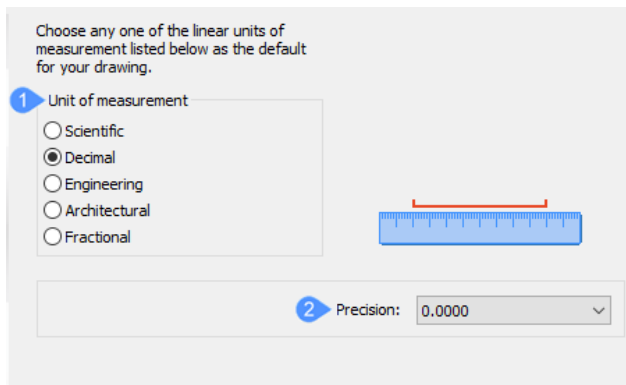 Choose any one of the linear units of
measurement listed below as the default
for your drawing.
1 Unit of measurement
Scientific
Decimal
Engineering
Architectural
Fractional
2 Precision: 0.0000